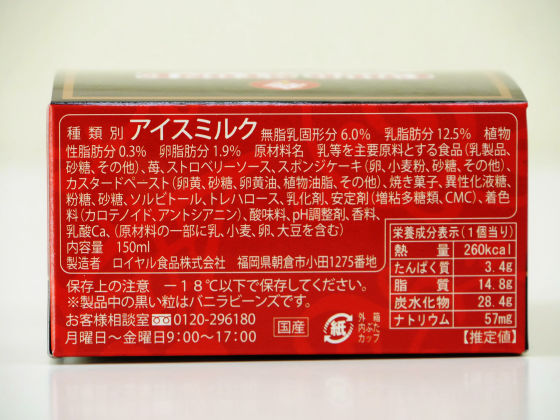 種類別 アイスミルク 無脂乳固形分 6.0% 乳脂肪分 12.5% 植物
性脂肪分 0.3% 卵脂肪分 1.9% 原材料名 乳等を主要原料とする食品(乳製品、
砂糖、その他)、苺、ストロベリーソース、スポンジケーキ(卵、小麦粉、砂糖、その他)、
カスタードペースト(卵黄、砂糖、卵黄油、植物油脂、その他)、焼き菓子、異性化液糖、
粉糖、砂糖、ソルビトール、トレハロース、乳化剤、安定剤(増粘多糖類、CMC)、着色
料(カロテノイド、アントシアニン)、酸味料、pH調整剤、香料、
乳酸Ca、(原材料の一部に乳、小麦、卵、大豆を含む)
内容量 150ml
製造者 ロイヤル食品株式会社 福岡県朝倉市小田1275番地
保存上の注意 －18℃以下で保存してください。
※製品中の黒い粒はバニラビーンズです。
お客様相談室 0120-296180
月曜日～金曜日9:00～17:00
国産
紙
外箱
内ぶた
カップ
栄養成分表示(1個当り)
熱量 260kcal
たんぱく質 3.4g
脂質 14.8g
炭水化物 28.4g
ナトリウム 57mg
【推定値】